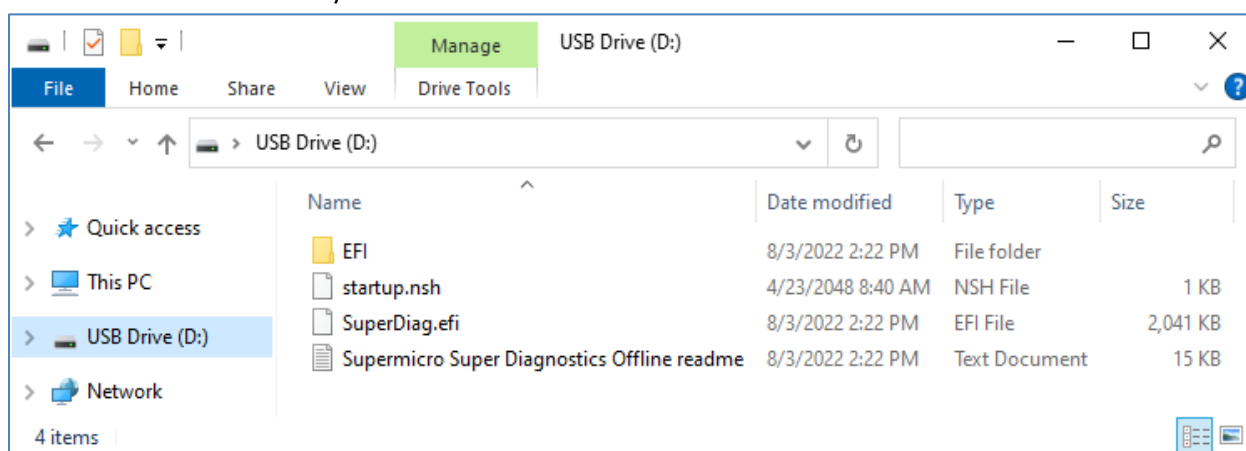 Manage USB Drive (D:)
File Home Share View Drive Tools
USB Drive (D:)
Name Date modified Type Size
Quick access
EFI 8/3/2022 2:22 PM File folder
This PC
startup.nsh 4/23/2048 8:40 AM NSH File 1 KB
SuperDiag.efi 8/3/2022 2:22 PM EFI File 2,041 KB
USB Drive (D:)
Supermicro Super Diagnostics Offline readme 8/3/2022 2:22 PM Text Document 15 KB
Network
4 items